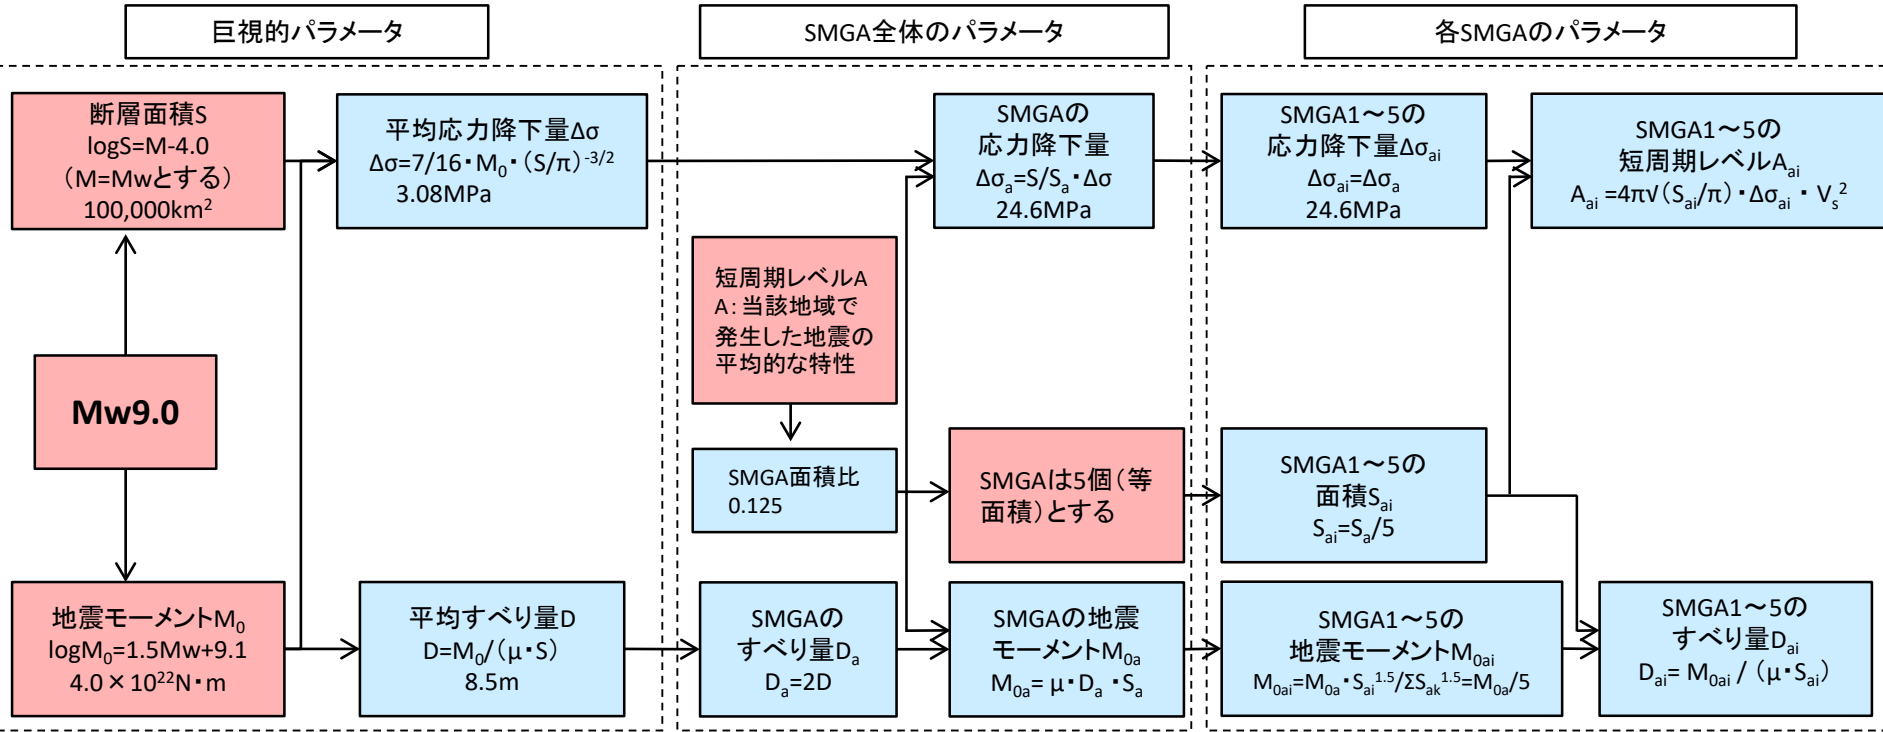 巨視的パラメータ
SMGA全体のパラメータ
各SMGAのパラメータ
断層面積S
logS=M-4.0
(M=Mwとする)
100,000km²
平均応力降下量Δσ
Δσ=7/16・M₀・(S/π)⁻³/²
3.08MPa
SMGAの
応力降下量
Δσₐ=S/Sₐ・Δσ
24.6MPa
SMGA1～5の
応力降下量Δσₐᵢ
Δσₐᵢ=Δσₐ
24.6MPa
SMGA1～5の
短周期レベルAₐᵢ
Aₐᵢ =4π√(Sₐᵢ/π)・Δσₐᵢ・Vₛ²
短周期レベルA
A：当該地域で
発生した地震の
平均的な特性
Mw9.0
SMGA面積比
0.125
SMGAは5個(等
面積)とする
SMGA1～5の
面積Sₐᵢ
Sₐᵢ=Sₐ/5
地震モーメントM₀
logM₀=1.5Mw+9.1
4.0×10²²N・m
平均すべり量D
D=M₀/(μ・S)
8.5m
SMGAの
すべり量Dₐ
Dₐ=2D
SMGAの地震
モーメントM₀ₐ
M₀ₐ= μ・Dₐ・Sₐ
SMGA1～5の
地震モーメントM₀ₐᵢ
M₀ₐᵢ=M₀ₐ・Sₐᵢ¹·⁵/ΣSₐₖ¹·⁵=M₀ₐ/5
SMGA1～5の
すべり量Dₐᵢ
Dₐᵢ= M₀ₐᵢ / (μ・Sₐᵢ)